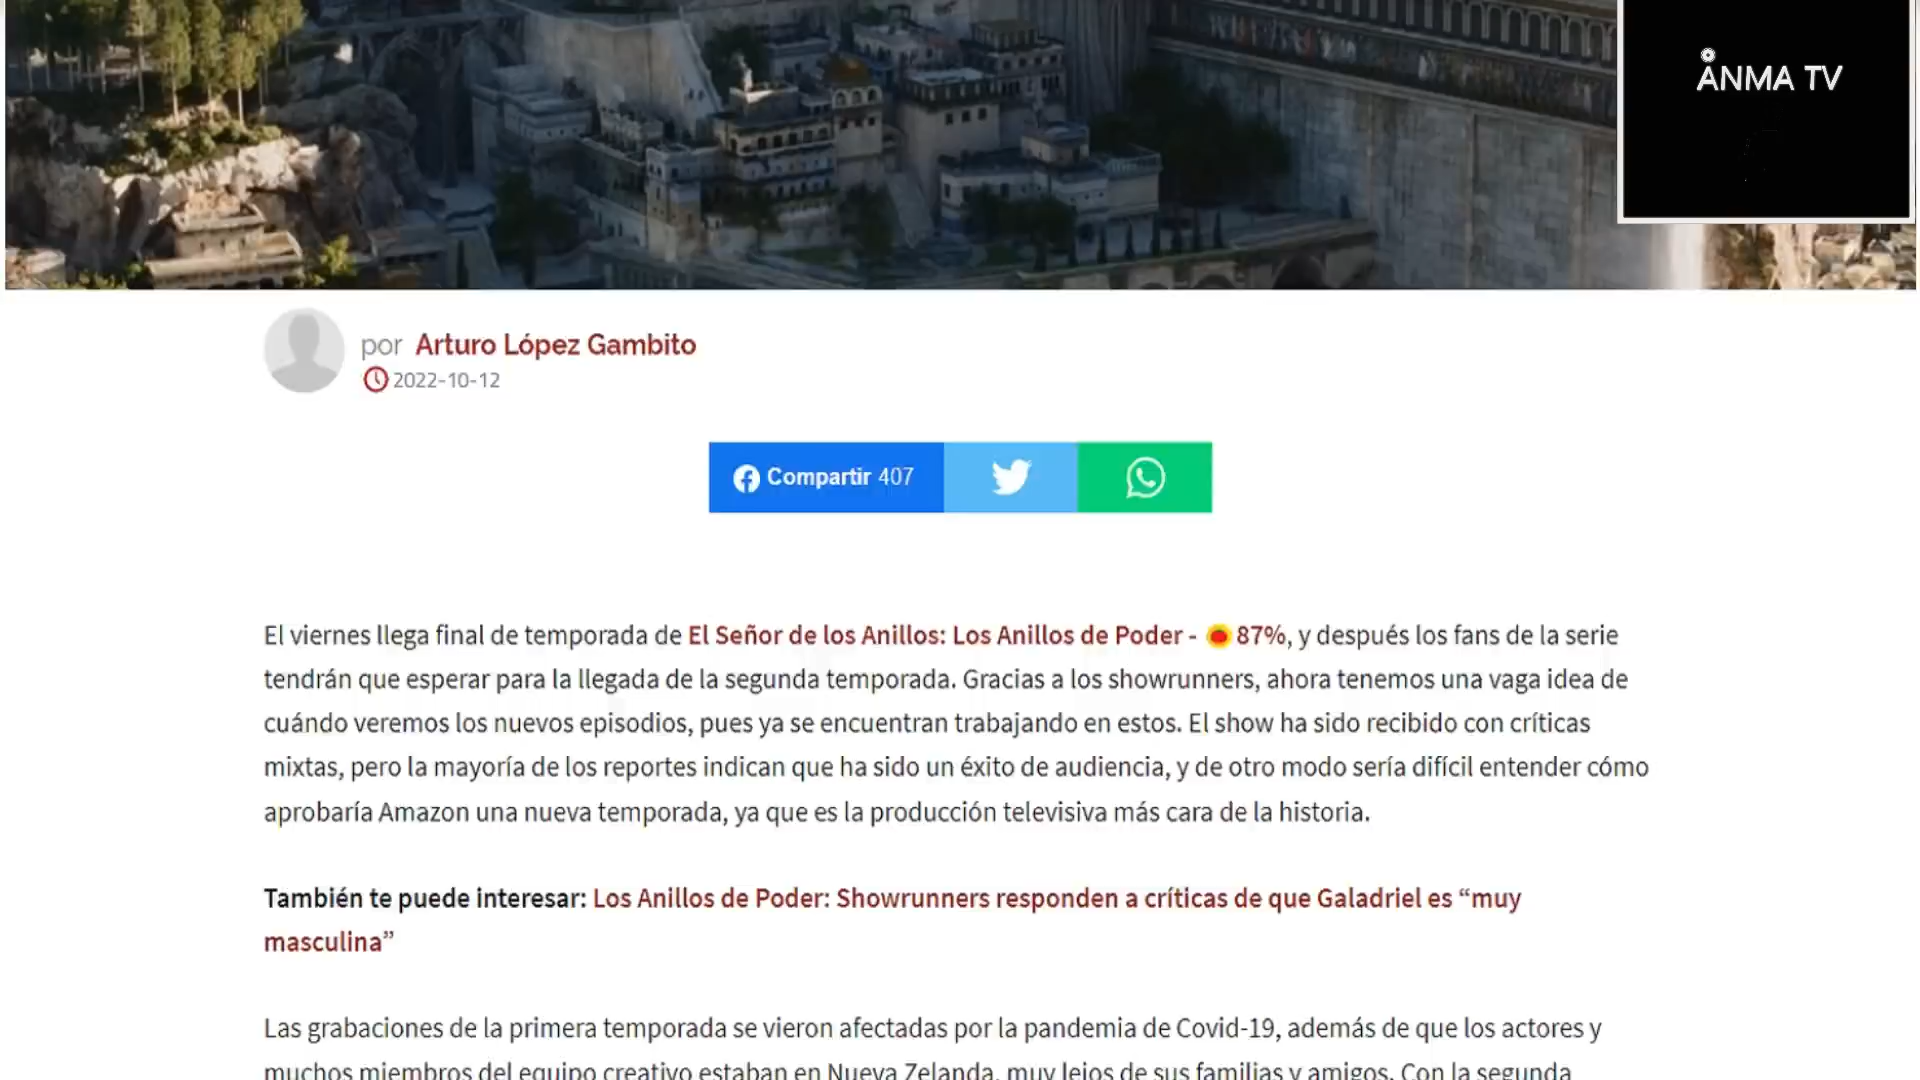 ÅNMA TV
por Arturo López Gambito
2022-10-12
Compartir 407
El viernes llega final de temporada de El Señor de los Anillos: Los Anillos de Poder - 87%, y después los fans de la serie
tendrán que esperar para la llegada de la segunda temporada. Gracias a los showrunners, ahora tenemos una vaga idea de
cuándo veremos los nuevos episodios, pues ya se encuentran trabajando en estos. El show ha sido recibido con críticas
mixtas, pero la mayoría de los reportes indican que ha sido un éxito de audiencia, y de otro modo sería difícil entender cómo
aprobaría Amazon una nueva temporada, ya que es la producción televisiva más cara de la historia.
También te puede interesar: Los Anillos de Poder: Showrunners responden a críticas de que Galadriel es “muy
masculina”
Las grabaciones de la primera temporada se vieron afectadas por la pandemia de Covid-19, además de que los actores y
muchos miembros del equipo creativo estaban en Nueva Zelanda, muy lejos de sus familias y amigos. Con la segunda